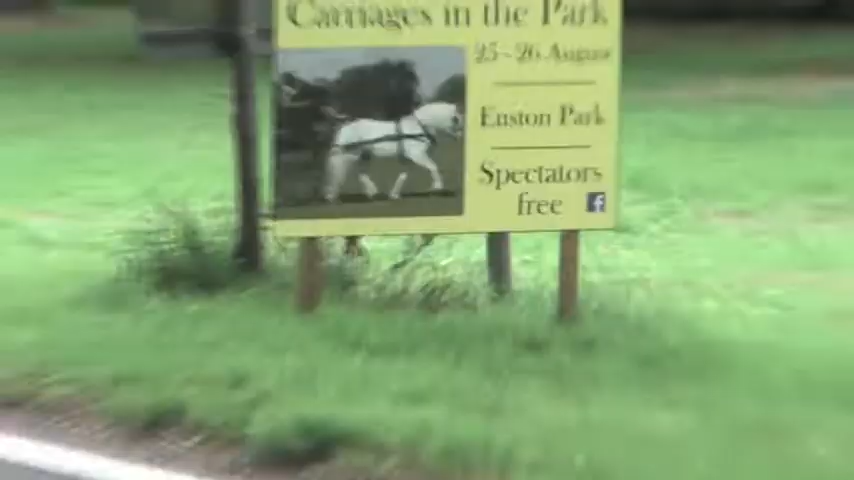 Carriages in the Park
25-26 August
Euston Park
Spectators
free f